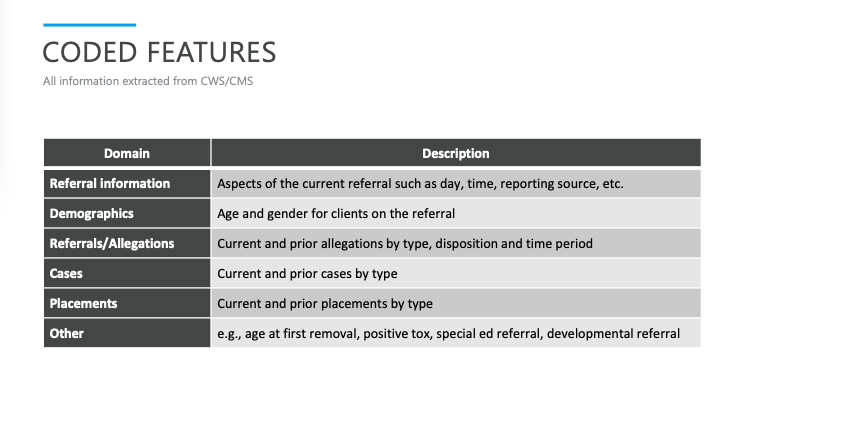 CODED FEATURES
All information extracted from CWS/CMS
Domain Description
Referral information Aspects of the current referral such as day, time, reporting source, etc.
Demographics Age and gender for clients on the referral
Referrals/Allegations Current and prior allegations by type, disposition and time period
Cases Current and prior cases by type
Placements Current and prior placements by type
Other e.g., age at first removal, positive tox, special ed referral, developmental referral